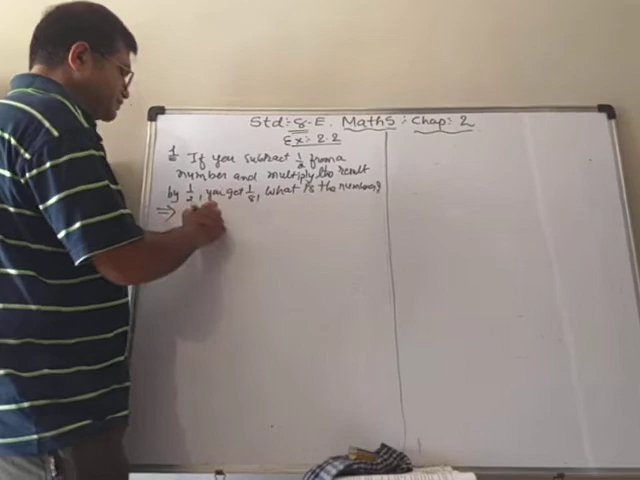 Std:- 8-E. Maths : Chap: 2
Ex:- 2.2
1 If you subtract 1/2 from a
number and multiply the result
by 1/2, you get 1/8, what is the number?
⇒